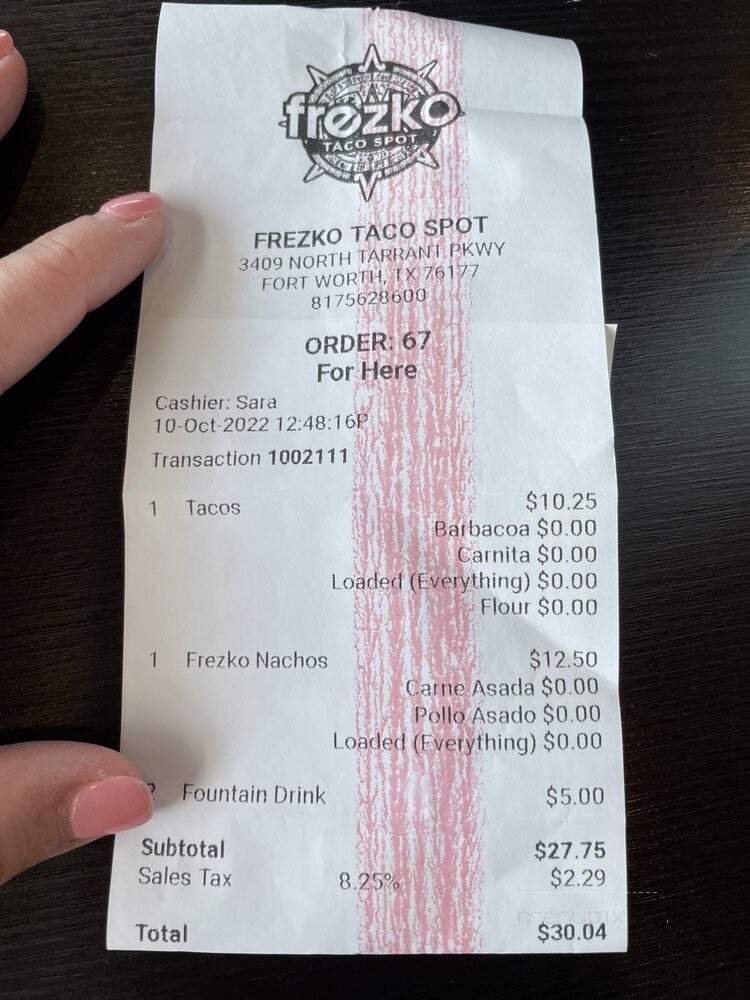 frezko
TACO SPOT
FREZKO TACO SPOT
3409 NORTH TARRANT PKWY
FORT WORTH, TX 76177
8175628600
ORDER: 67
For Here
Cashier: Sara
10-Oct-2022 12:48:16P
Transaction 1002111
1 Tacos $10.25
Barbacoa $0.00
Carnita $0.00
Loaded (Everything) $0.00
Flour $0.00
1 Frezko Nachos $12.50
Carne Asada $0.00
Pollo Asado $0.00
Loaded (Everything) $0.00
2 Fountain Drink $5.00
Subtotal $27.75
Sales Tax 8.25% $2.29
Total $30.04